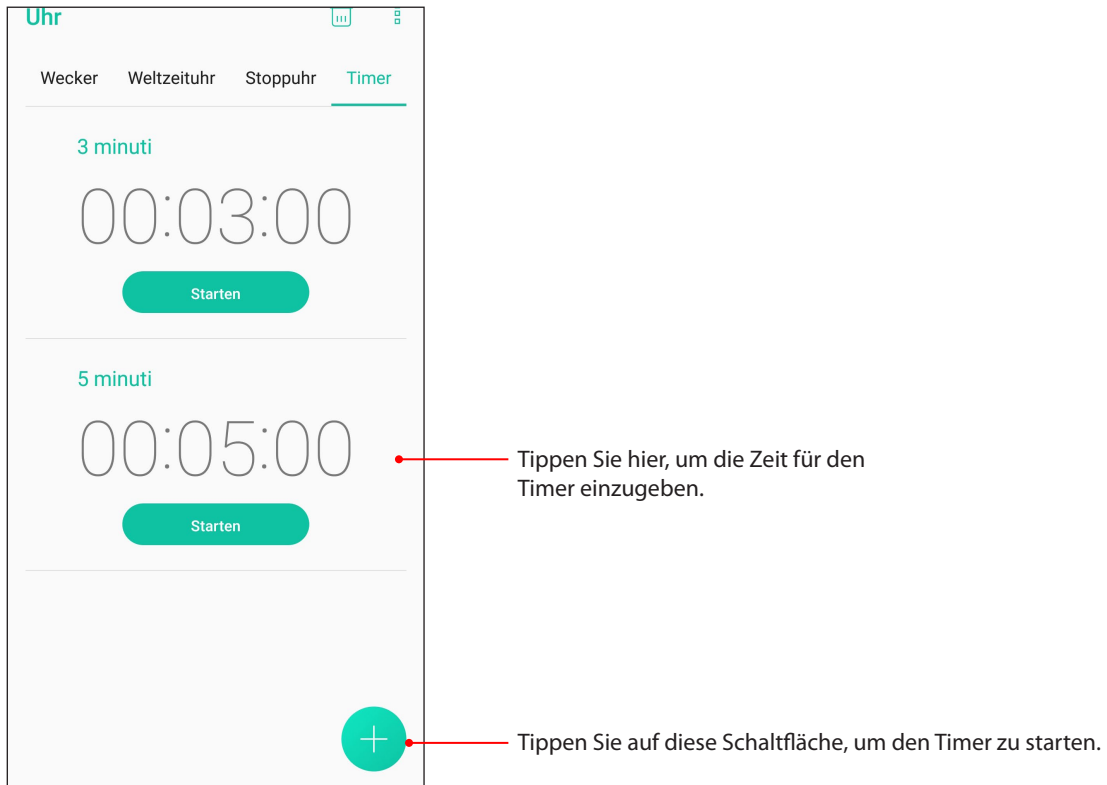 Uhr
Wecker Weltzeituhr Stoppuhr Timer
3 minuti
00:03:00
Starten
5 minuti
00:05:00
Starten
Tippen Sie hier, um die Zeit für den
Timer einzugeben.
Tippen Sie auf diese Schaltfläche, um den Timer zu starten.